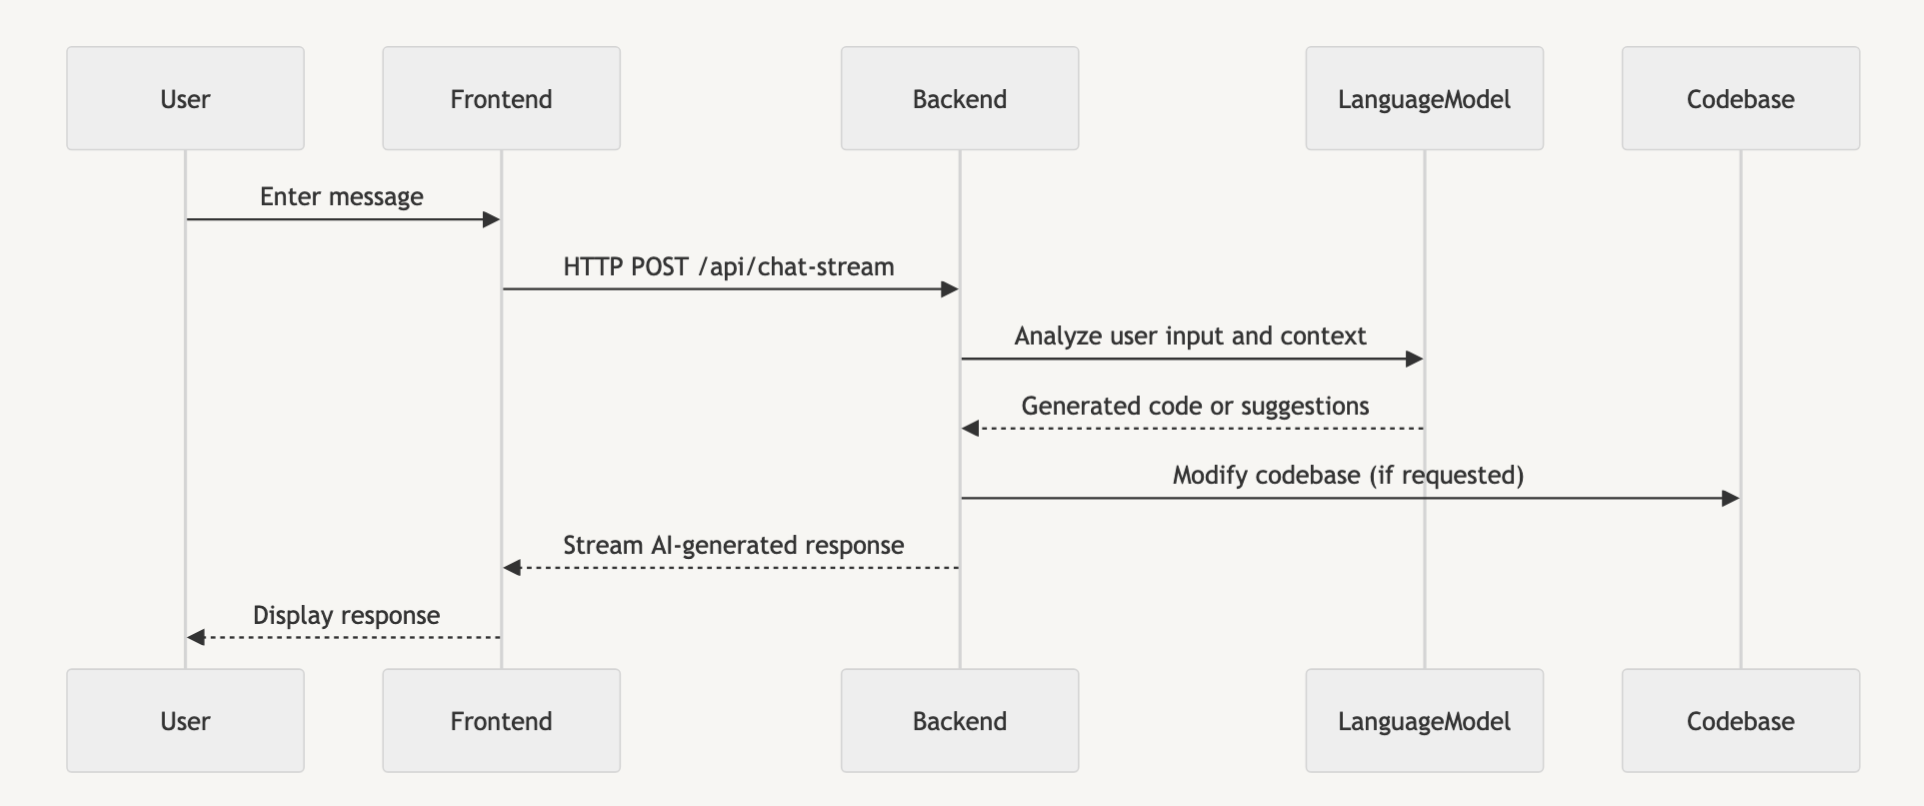 User
Frontend
Backend
LanguageModel
Codebase
Enter message
HTTP POST /api/chat-stream
Analyze user input and context
Generated code or suggestions
Modify codebase (if requested)
Stream AI-generated response
Display response
User
Frontend
Backend
LanguageModel
Codebase